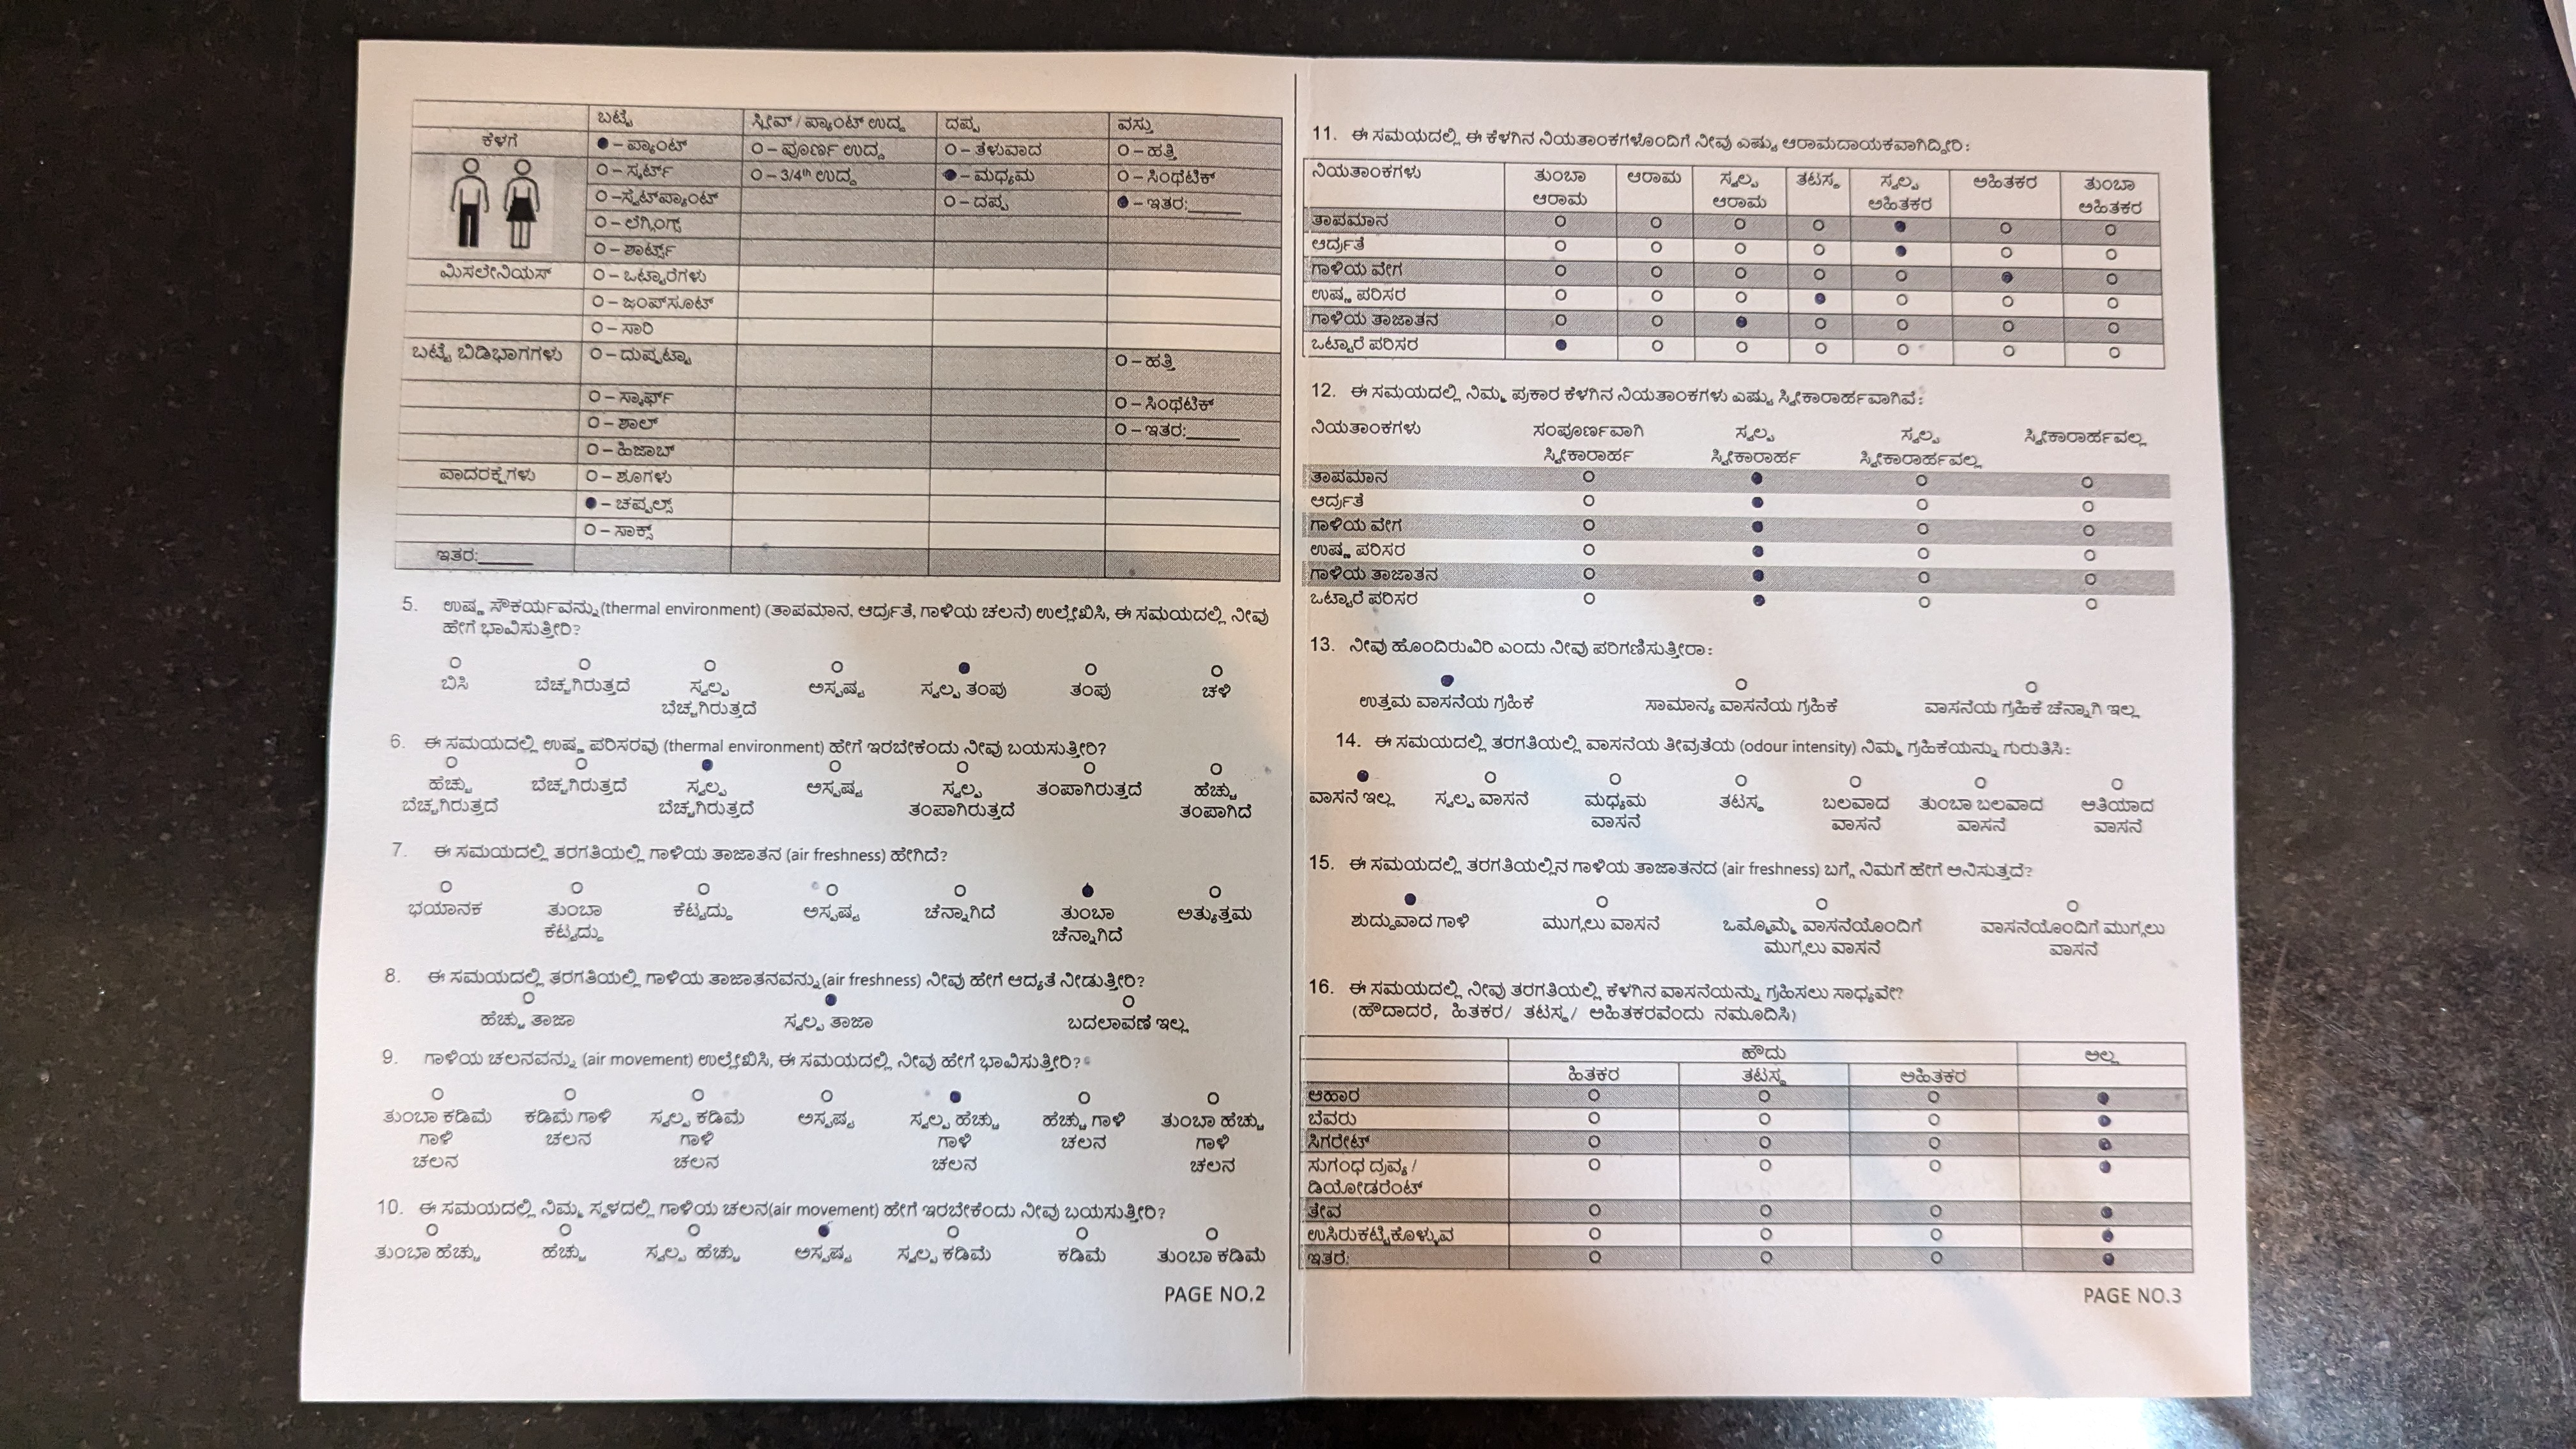 ಬಟ್ಟೆ ಸ್ಲೀವ್ / ಪ್ಯಾಂಟ್ ಉದ್ದ ದಪ್ಪ ವಸ್ತು
ಕೆಳಗೆ – ಪ್ಯಾಂಟ್ – ಪೂರ್ಣ ಉದ್ದ – ತೆಳುವಾದ – ಹತ್ತಿ
– ಸ್ಕರ್ಟ್ – 3/4th ಉದ್ದ – ಮಧ್ಯಮ – ಸಿಂಥೆಟಿಕ್
–ಸ್ವೆಟ್‌ಪ್ಯಾಂಟ್ – ದಪ್ಪ – ಇತರ:______
– ಲೆಗ್ಗಿಂಗ್ಸ್
– ಶಾರ್ಟ್ಸ್
ಮಿಸಲೇನಿಯಸ್ – ಒಟ್ಟಾರೆಗಳು
– ಜಂಪ್‌ಸೂಟ್
– ಸಾರಿ
ಬಟ್ಟೆ ಬಿಡಿಭಾಗಗಳು – ದುಪ್ಪಟ್ಟಾ – ಹತ್ತಿ
– ಸ್ಕಾರ್ಫ್ – ಸಿಂಥೆಟಿಕ್
– ಶಾಲ್ – ಇತರ:______
– ಹಿಜಾಬ್
ಪಾದರಕ್ಷೆಗಳು – ಶೂಗಳು
– ಚಪ್ಪಲ್ಸ್
– ಸಾಕ್ಸ್
ಇತರ:______
5. ಉಷ್ಣ ಸೌಕರ್ಯವನ್ನು(thermal environment) (ತಾಪಮಾನ, ಆರ್ದ್ರತೆ, ಗಾಳಿಯ ಚಲನೆ) ಉಲ್ಲೇಖಿಸಿ, ಈ ಸಮಯದಲ್ಲಿ ನೀವು
ಹೇಗೆ ಭಾವಿಸುತ್ತೀರಿ?
ಬಿಸಿ ಬೆಚ್ಚಗಿರುತ್ತದೆ ಸ್ವಲ್ಪ ಅಸ್ಪಷ್ಟ ಸ್ವಲ್ಪ ತಂಪು ತಂಪು ಚಳಿ
ಬೆಚ್ಚಗಿರುತ್ತದೆ
6. ಈ ಸಮಯದಲ್ಲಿ ಉಷ್ಣ ಪರಿಸರವು (thermal environment) ಹೇಗೆ ಇರಬೇಕೆಂದು ನೀವು ಬಯಸುತ್ತೀರಿ?
ಹೆಚ್ಚು ಬೆಚ್ಚಗಿರುತ್ತದೆ ಸ್ವಲ್ಪ ಅಸ್ಪಷ್ಟ ಸ್ವಲ್ಪ ತಂಪಾಗಿರುತ್ತದೆ ಹೆಚ್ಚು
ಬೆಚ್ಚಗಿರುತ್ತದೆ ಬೆಚ್ಚಗಿರುತ್ತದೆ ತಂಪಾಗಿರುತ್ತದೆ ತಂಪಾಗಿದೆ
7. ಈ ಸಮಯದಲ್ಲಿ ತರಗತಿಯಲ್ಲಿ ಗಾಳಿಯ ತಾಜಾತನ (air freshness) ಹೇಗಿದೆ?
ಭಯಾನಕ ತುಂಬಾ ಕೆಟ್ಟದ್ದು ಅಸ್ಪಷ್ಟ ಚೆನ್ನಾಗಿದೆ ತುಂಬಾ ಅತ್ಯುತ್ತಮ
ಕೆಟ್ಟದ್ದು ಚೆನ್ನಾಗಿದೆ
8. ಈ ಸಮಯದಲ್ಲಿ ತರಗತಿಯಲ್ಲಿ ಗಾಳಿಯ ತಾಜಾತನವನ್ನು(air freshness) ನೀವು ಹೇಗೆ ಆದ್ಯತೆ ನೀಡುತ್ತೀರಿ?
ಹೆಚ್ಚು ತಾಜಾ ಸ್ವಲ್ಪ ತಾಜಾ ಬದಲಾವಣೆ ಇಲ್ಲ
9. ಗಾಳಿಯ ಚಲನವನ್ನು (air movement) ಉಲ್ಲೇಖಿಸಿ, ಈ ಸಮಯದಲ್ಲಿ ನೀವು ಹೇಗೆ ಭಾವಿಸುತ್ತೀರಿ?
ತುಂಬಾ ಕಡಿಮೆ ಕಡಿಮೆ ಗಾಳಿ ಸ್ವಲ್ಪ ಕಡಿಮೆ ಅಸ್ಪಷ್ಟ ಸ್ವಲ್ಪ ಹೆಚ್ಚು ಹೆಚ್ಚು ಗಾಳಿ ತುಂಬಾ ಹೆಚ್ಚು
ಗಾಳಿ ಚಲನ ಗಾಳಿ ಗಾಳಿ ಚಲನ ಗಾಳಿ
ಚಲನ ಚಲನ ಚಲನ ಚಲನ
10. ಈ ಸಮಯದಲ್ಲಿ ನಿಮ್ಮ ಸ್ಥಳದಲ್ಲಿ ಗಾಳಿಯ ಚಲನ(air movement) ಹೇಗೆ ಇರಬೇಕೆಂದು ನೀವು ಬಯಸುತ್ತೀರಿ?
ತುಂಬಾ ಹೆಚ್ಚು ಹೆಚ್ಚು ಸ್ವಲ್ಪ ಹೆಚ್ಚು ಅಸ್ಪಷ್ಟ ಸ್ವಲ್ಪ ಕಡಿಮೆ ಕಡಿಮೆ ತುಂಬಾ ಕಡಿಮೆ
PAGE NO.2
11. ಈ ಸಮಯದಲ್ಲಿ ಈ ಕೆಳಗಿನ ನಿಯತಾಂಕಗಳೊಂದಿಗೆ ನೀವು ಎಷ್ಟು ಆರಾಮದಾಯಕವಾಗಿದ್ದೀರಿ:
ನಿಯತಾಂಕಗಳು ತುಂಬಾ ಆರಾಮ ಸ್ವಲ್ಪ ತಟಸ್ಥ ಸ್ವಲ್ಪ ಅಹಿತಕರ ತುಂಬಾ
ಆರಾಮ ಆರಾಮ ಅಹಿತಕರ ಅಹಿತಕರ
ತಾಪಮಾನ
ಆರ್ದ್ರತೆ
ಗಾಳಿಯ ವೇಗ
ಉಷ್ಣ ಪರಿಸರ
ಗಾಳಿಯ ತಾಜಾತನ
ಒಟ್ಟಾರೆ ಪರಿಸರ
12. ಈ ಸಮಯದಲ್ಲಿ ನಿಮ್ಮ ಪ್ರಕಾರ ಕೆಳಗಿನ ನಿಯತಾಂಕಗಳು ಎಷ್ಟು ಸ್ವೀಕಾರಾರ್ಹವಾಗಿವೆ:
ನಿಯತಾಂಕಗಳು ಸಂಪೂರ್ಣವಾಗಿ ಸ್ವಲ್ಪ ಸ್ವಲ್ಪ ಸ್ವೀಕಾರಾರ್ಹವಲ್ಲ
ಸ್ವೀಕಾರಾರ್ಹ ಸ್ವೀಕಾರಾರ್ಹ ಸ್ವೀಕಾರಾರ್ಹವಲ್ಲ
ತಾಪಮಾನ
ಆರ್ದ್ರತೆ
ಗಾಳಿಯ ವೇಗ
ಉಷ್ಣ ಪರಿಸರ
ಗಾಳಿಯ ತಾಜಾತನ
ಒಟ್ಟಾರೆ ಪರಿಸರ
13. ನೀವು ಹೊಂದಿರುವಿರಿ ಎಂದು ನೀವು ಪರಿಗಣಿಸುತ್ತೀರಾ:
ಉತ್ತಮ ವಾಸನೆಯ ಗ್ರಹಿಕೆ ಸಾಮಾನ್ಯ ವಾಸನೆಯ ಗ್ರಹಿಕೆ ವಾಸನೆಯ ಗ್ರಹಿಕೆ ಚೆನ್ನಾಗಿ ಇಲ್ಲ
14. ಈ ಸಮಯದಲ್ಲಿ ತರಗತಿಯಲ್ಲಿ ವಾಸನೆಯ ತೀವ್ರತೆಯ (odour intensity) ನಿಮ್ಮ ಗ್ರಹಿಕೆಯನ್ನು ಗುರುತಿಸಿ:
ವಾಸನೆ ಇಲ್ಲ ಸ್ವಲ್ಪ ವಾಸನೆ ಮಧ್ಯಮ ತಟಸ್ಥ ಬಲವಾದ ತುಂಬಾ ಬಲವಾದ ಅತಿಯಾದ
ವಾಸನೆ ವಾಸನೆ ವಾಸನೆ ವಾಸನೆ
15. ಈ ಸಮಯದಲ್ಲಿ ತರಗತಿಯಲ್ಲಿನ ಗಾಳಿಯ ತಾಜಾತನದ (air freshness) ಬಗ್ಗೆ ನಿಮಗೆ ಹೇಗೆ ಅನಿಸುತ್ತದೆ?
ಶುದ್ಧವಾದ ಗಾಳಿ ಮುಗ್ಗಲು ವಾಸನೆ ಒಮ್ಮೊಮ್ಮೆ ವಾಸನೆಯೊಂದಿಗೆ ವಾಸನೆಯೊಂದಿಗೆ ಮುಗ್ಗಲು
ಮುಗ್ಗಲು ವಾಸನೆ ವಾಸನೆ
16. ಈ ಸಮಯದಲ್ಲಿ ನೀವು ತರಗತಿಯಲ್ಲಿ ಕೆಳಗಿನ ವಾಸನೆಯನ್ನು ಗ್ರಹಿಸಲು ಸಾಧ್ಯವೇ?
(ಹೌದಾದರೆ, ಹಿತಕರ/ ತಟಸ್ಥ/ ಅಹಿತಕರವೆಂದು ನಮೂದಿಸಿ)
ಹೌದು ಅಲ್ಲ
ಹಿತಕರ ತಟಸ್ಥ ಅಹಿತಕರ
ಆಹಾರ
ಬೆವರು
ಸಿಗರೇಟ್
ಸುಗಂಧ ದ್ರವ್ಯ /
ಡಿಯೋಡರೆಂಟ್
ತೇವ
ಉಸಿರುಕಟ್ಟಿಕೊಳ್ಳುವ
ಇತರೆ:
PAGE NO.3